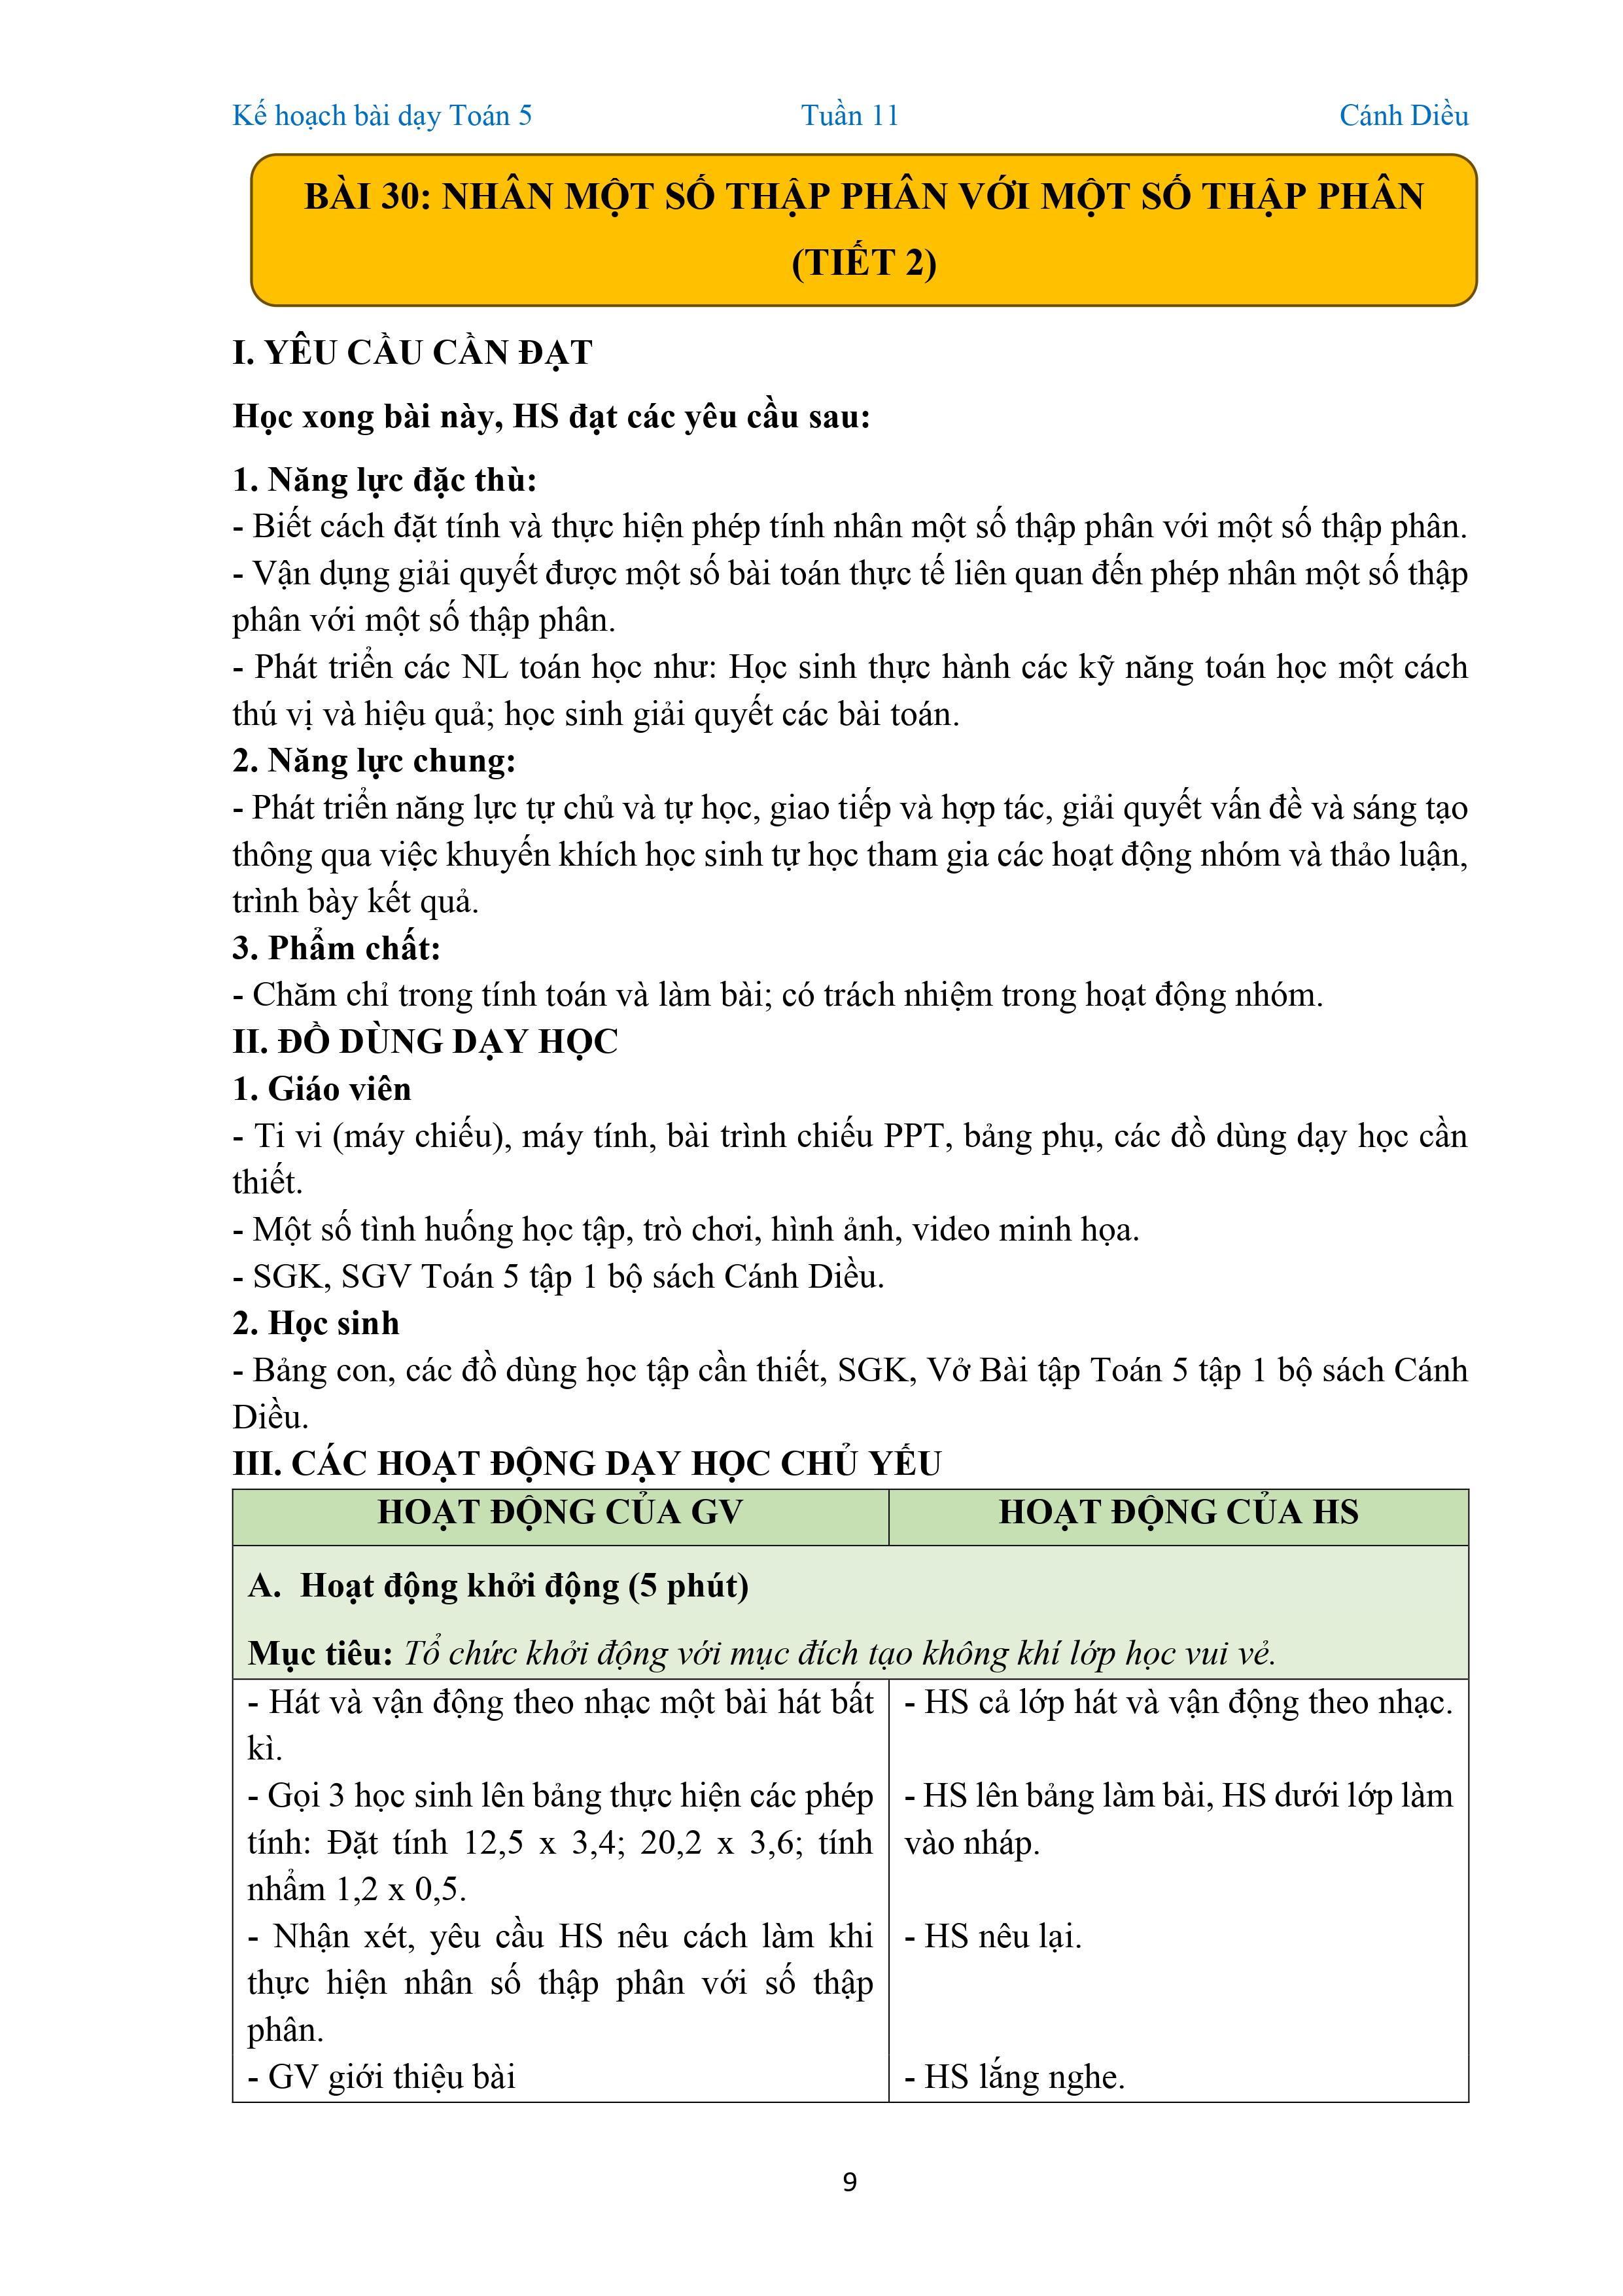 Kế hoạch bài dạy Toán 5 Tuần 11 Cánh Diều
BÀI 30: NHÂN MỘT SỐ THẬP PHÂN VỚI MỘT SỐ THẬP PHÂN
(TIẾT 2)
I. YÊU CẦU CẦN ĐẠT
Học xong bài này, HS đạt các yêu cầu sau:
1. Năng lực đặc thù:
- Biết cách đặt tính và thực hiện phép tính nhân một số thập phân với một số thập phân.
- Vận dụng giải quyết được một số bài toán thực tế liên quan đến phép nhân một số thập
phân với một số thập phân.
- Phát triển các NL toán học như: Học sinh thực hành các kỹ năng toán học một cách
thú vị và hiệu quả; học sinh giải quyết các bài toán.
2. Năng lực chung:
- Phát triển năng lực tự chủ và tự học, giao tiếp và hợp tác, giải quyết vấn đề và sáng tạo
thông qua việc khuyến khích học sinh tự học tham gia các hoạt động nhóm và thảo luận,
trình bày kết quả.
3. Phẩm chất:
- Chăm chỉ trong tính toán và làm bài; có trách nhiệm trong hoạt động nhóm.
II. ĐỒ DÙNG DẠY HỌC
1. Giáo viên
- Ti vi (máy chiếu), máy tính, bài trình chiếu PPT, bảng phụ, các đồ dùng dạy học cần
thiết.
- Một số tình huống học tập, trò chơi, hình ảnh, video minh họa.
- SGK, SGV Toán 5 tập 1 bộ sách Cánh Diều.
2. Học sinh
- Bảng con, các đồ dùng học tập cần thiết, SGK, Vở Bài tập Toán 5 tập 1 bộ sách Cánh
Diều.
III. CÁC HOẠT ĐỘNG DẠY HỌC CHỦ YẾU
HOẠT ĐỘNG CỦA GV HOẠT ĐỘNG CỦA HS
A. Hoạt động khởi động (5 phút)
Mục tiêu: Tổ chức khởi động với mục đích tạo không khí lớp học vui vẻ.
- Hát và vận động theo nhạc một bài hát bất
kì.
- Gọi 3 học sinh lên bảng thực hiện các phép
tính: Đặt tính 12,5 x 3,4; 20,2 x 3,6; tính
nhẩm 1,2 x 0,5.
- Nhận xét, yêu cầu HS nêu cách làm khi
thực hiện nhân số thập phân với số thập
phân.
- GV giới thiệu bài
- HS cả lớp hát và vận động theo nhạc.
- HS lên bảng làm bài, HS dưới lớp làm
vào nháp.
- HS nêu lại.
- HS lắng nghe.
9